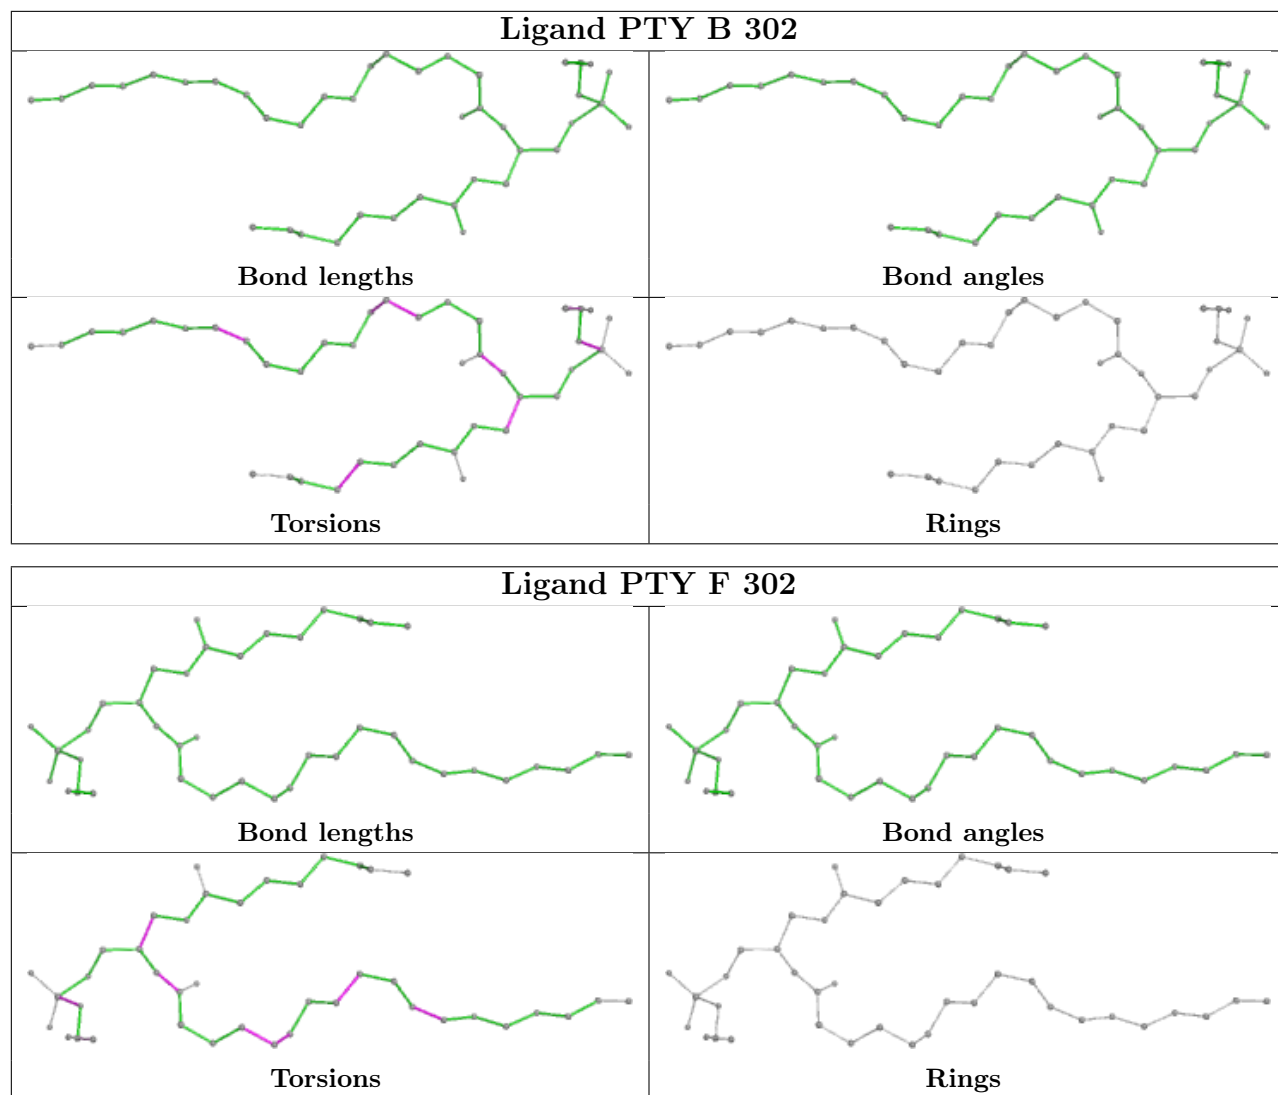 Ligand PTY B 302
Bond lengths
Bond angles
Torsions
Rings
Ligand PTY F 302
Bond lengths
Bond angles
Torsions
Rings